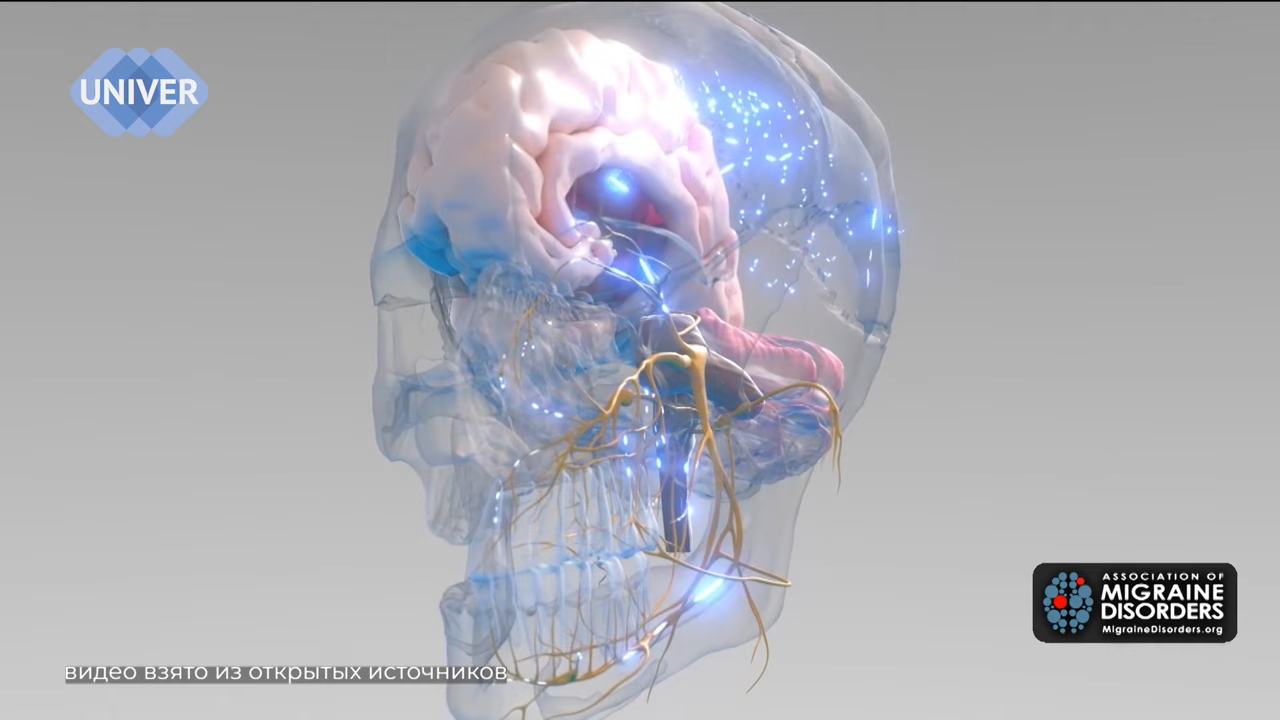 UNIVER
ASSOCIATION OF
MIGRAINE
DISORDERS
MigraineDisorders.org
видео взято из открытых источников